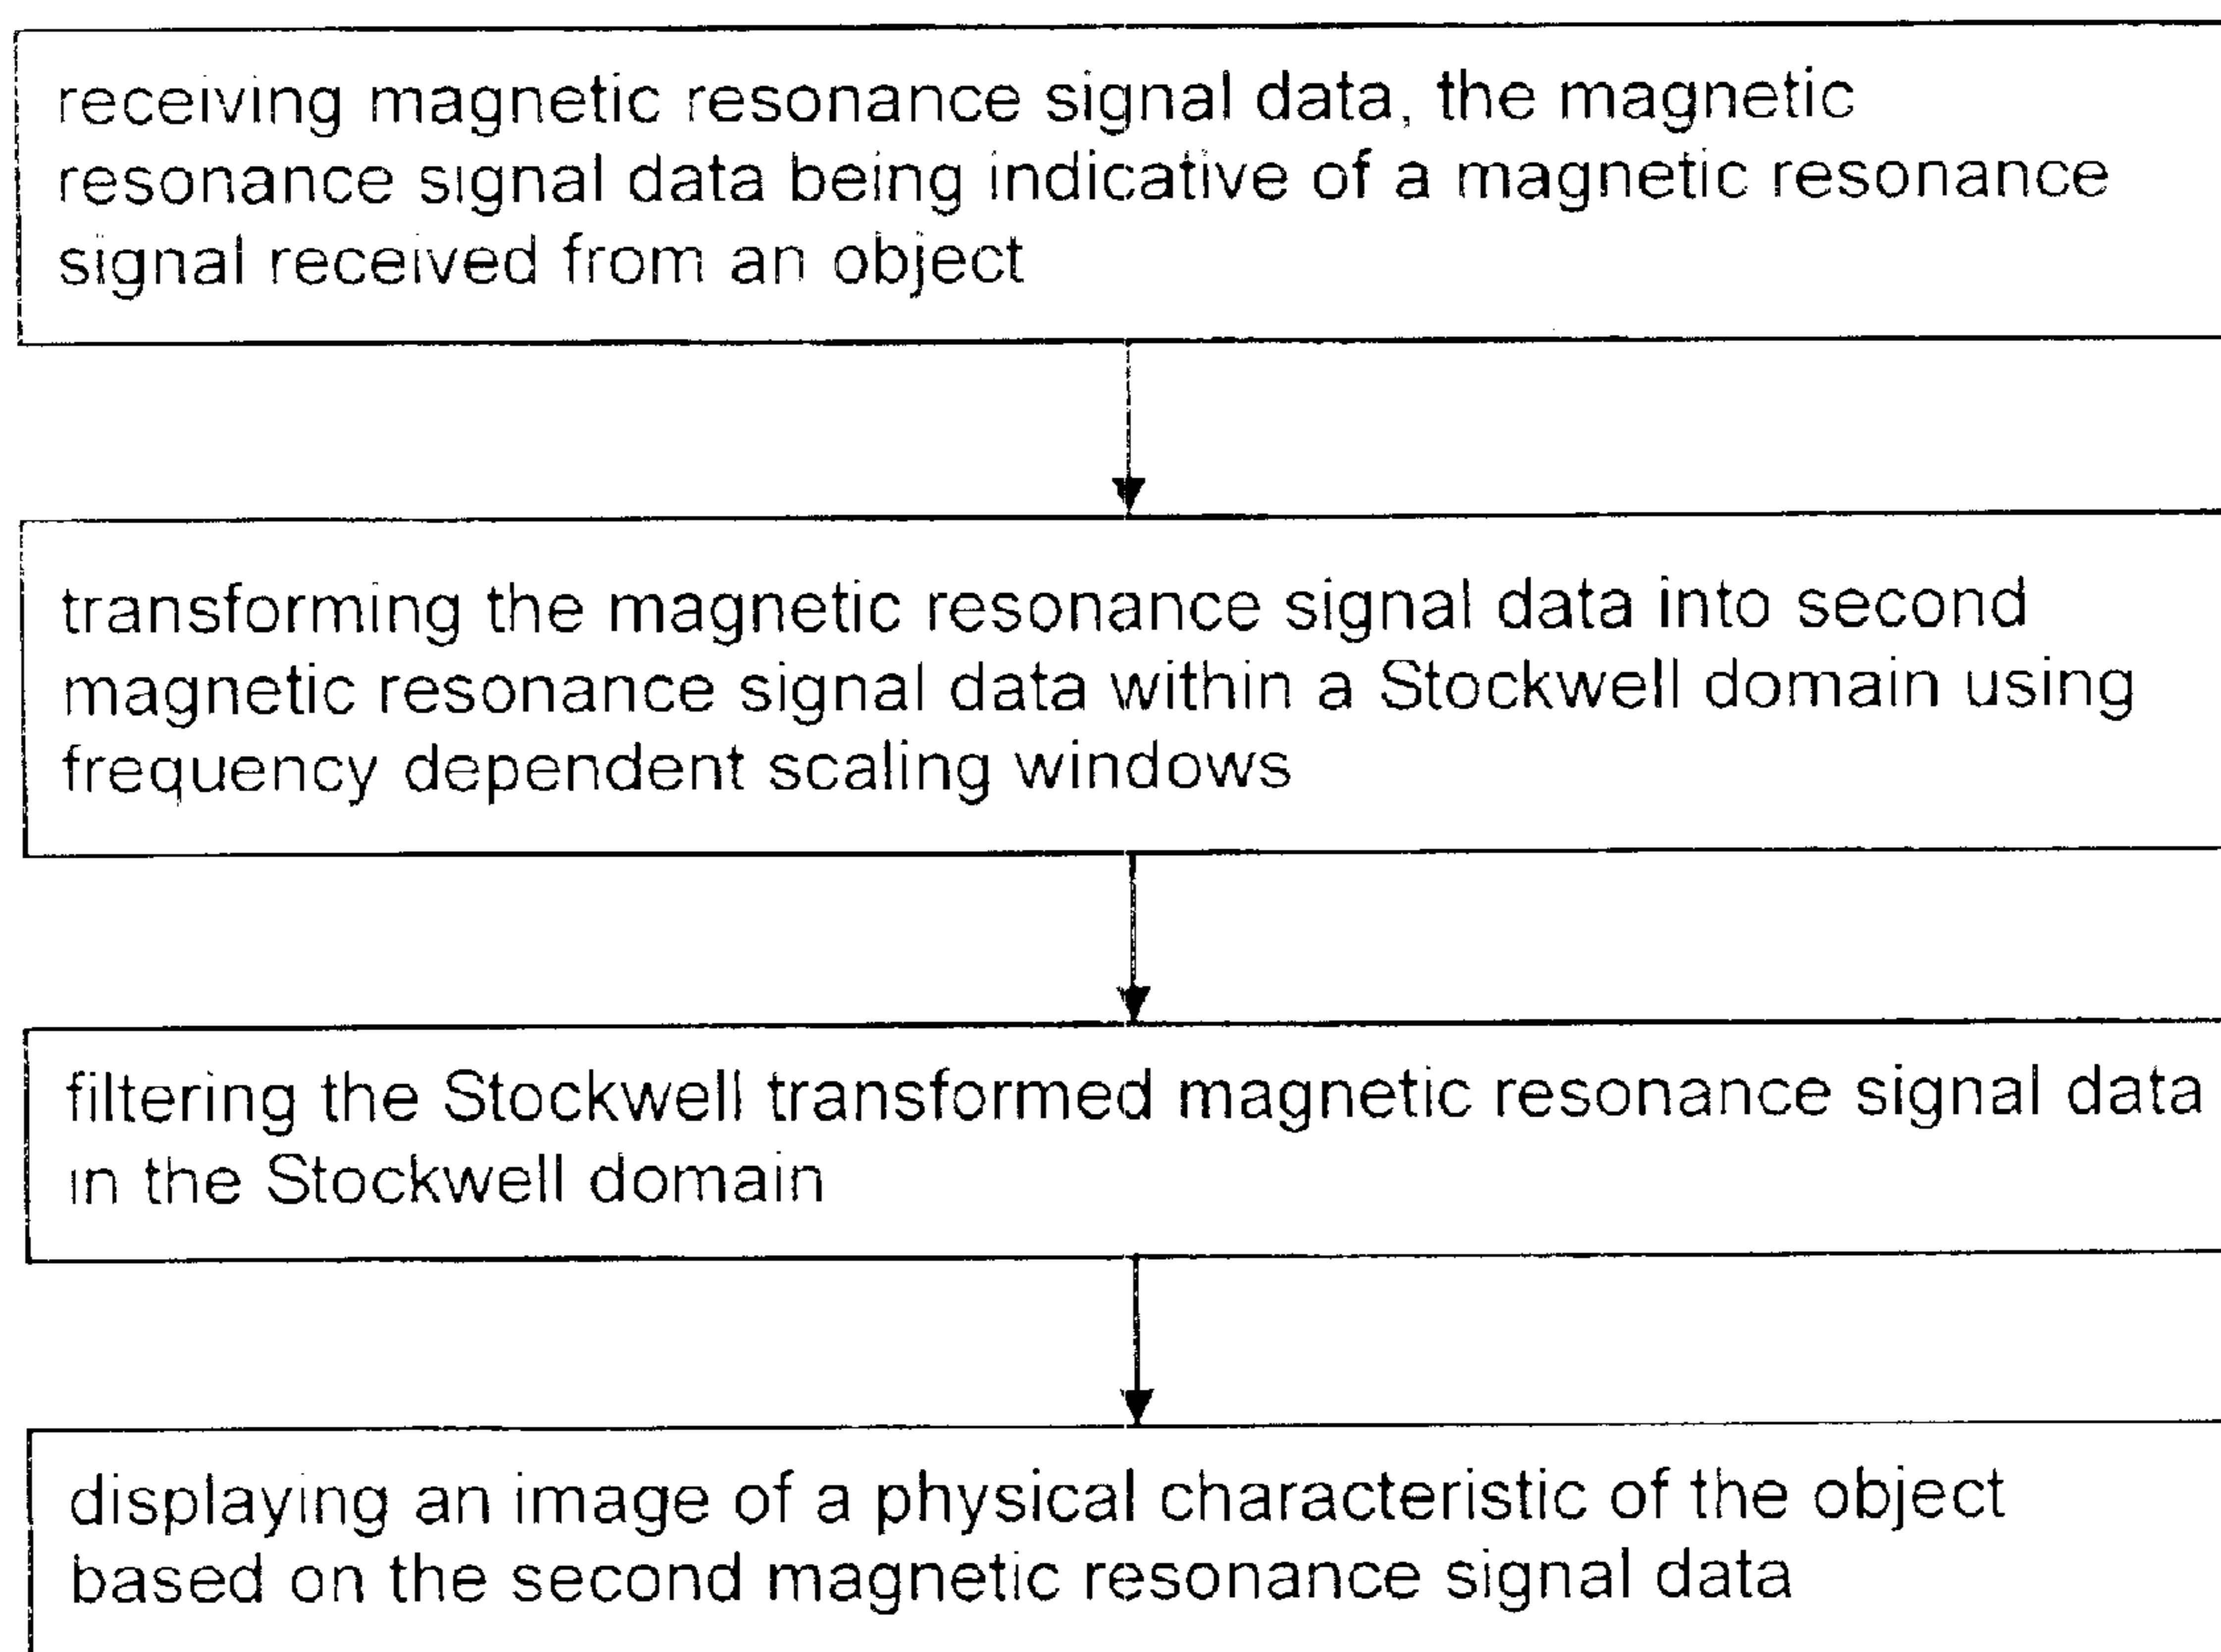 receiving magnetic resonance signal data, the magnetic
resonance signal data being indicative of a magnetic resonance
signal received from an object
transforming the magnetic resonance signal data into second
magnetic resonance signal data within a Stockwell domain using
frequency dependent scaling windows
filtering the Stockwell transformed magnetic resonance signal data
in the Stockwell domain
displaying an image of a physical characteristic of the object
based on the second magnetic resonance signal data